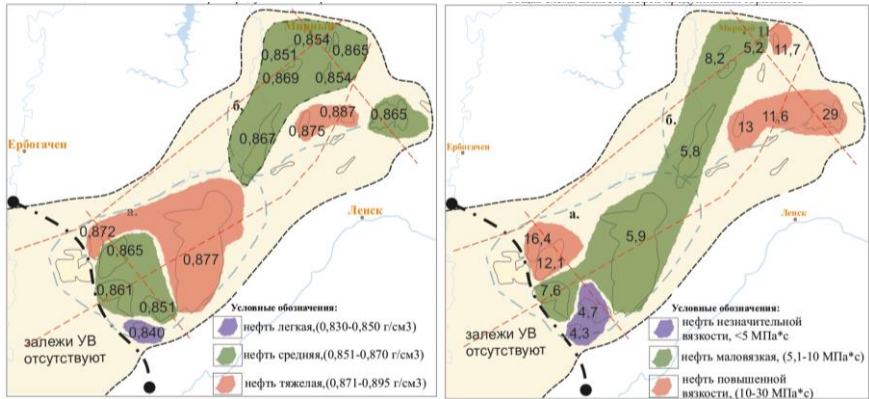 Мирный
0,854
0,851
0,865
0,869
0,854
б.
0,887
0,875
0,865
0,867
Ербогачен
а.
Ленск
0,872
0,865
0,877
0,861
0,851
0,840
залежи УВ
отсутствуют
Условные обозначения:
нефть легкая,(0,830-0,850 г/см3)
нефть средняя,(0,851-0,870 г/см3)
нефть тяжелая,(0,871-0,895 г/см3)
Мирный
11
5,2
11,7
8,2
б.
13
11,6
29
Ербогачен
5,8
а.
Ленск
16,4
5,9
12,1
7,6
4,7
4,3
залежи УВ
отсутствуют
Условные обозначения:
нефть незначительной
вязкости, <5 МПа*с
нефть маловязкая, (5,1-10 МПа*с)
нефть повышенной
вязкости, (10-30 МПа*с)